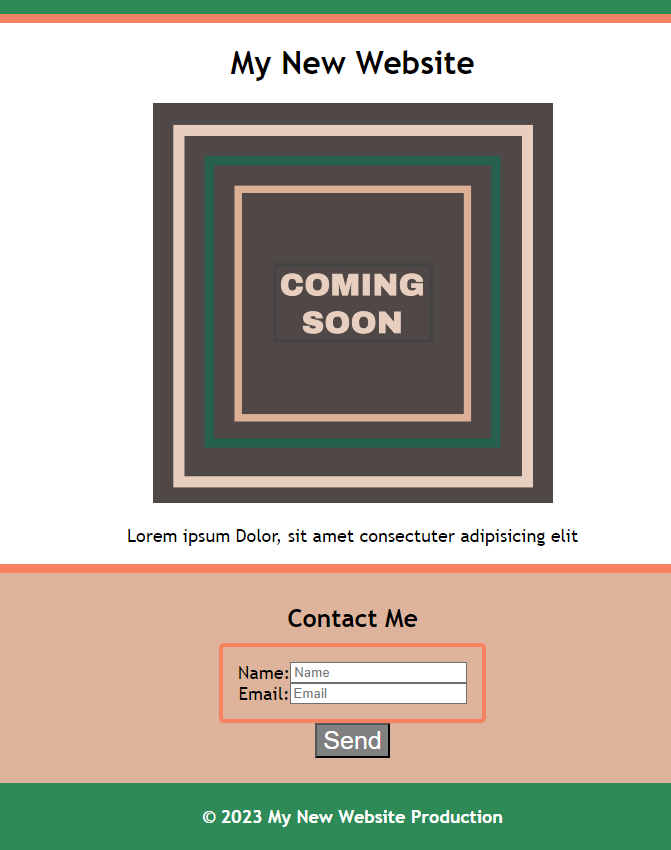 My New Website
COMING
SOON
Lorem ipsum Dolor, sit amet consectuter adipisicing elit
Contact Me
Name: Name
Email: Email
Send
© 2023 My New Website Production